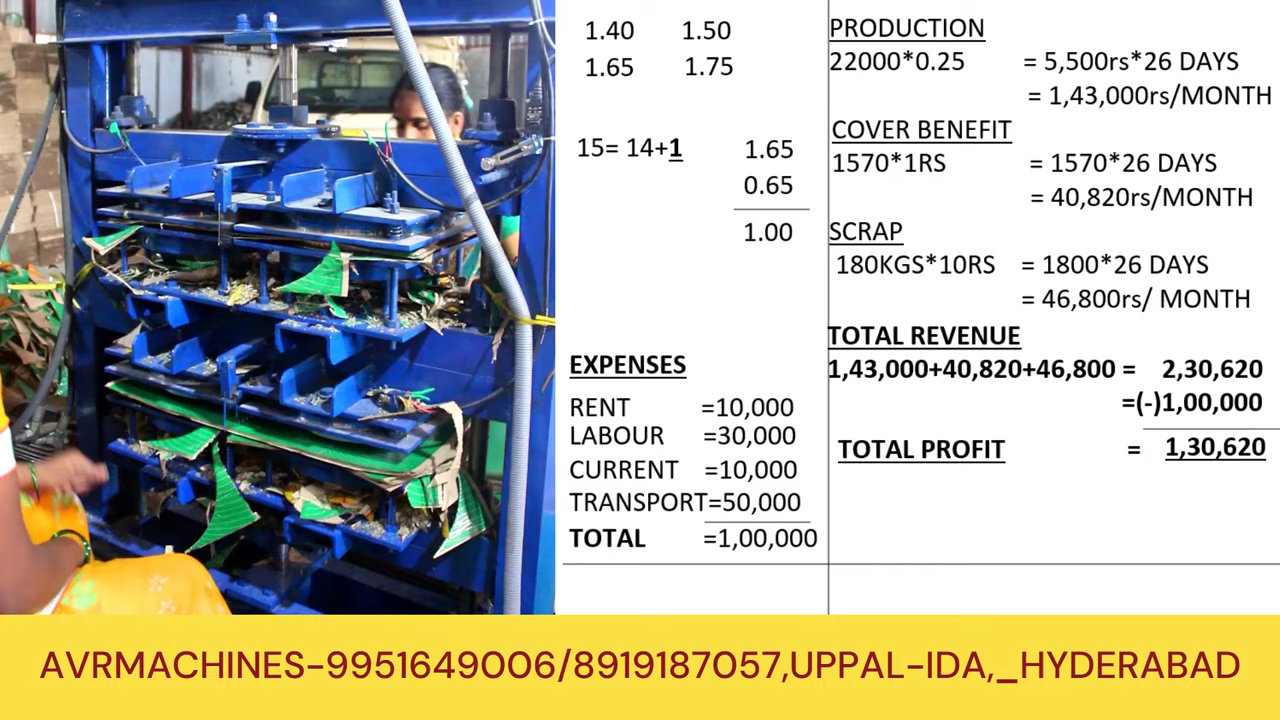 1.40 1.50
1.65 1.75
15= 14+1 1.65
0.65
1.00
EXPENSES
RENT =10,000
LABOUR =30,000
CURRENT =10,000
TRANSPORT=50,000
TOTAL =1,00,000
PRODUCTION
22000*0.25 = 5,500rs*26 DAYS
= 1,43,000rs/MONTH
COVER BENEFIT
1570*1RS = 1570*26 DAYS
= 40,820rs/MONTH
SCRAP
180KGS*10RS = 1800*26 DAYS
= 46,800rs/ MONTH
TOTAL REVENUE
1,43,000+40,820+46,800 = 2,30,620
=(-)1,00,000
TOTAL PROFIT = 1,30,620
AVRMACHINES-9951649006/8919187057,UPPAL-IDA,_HYDERABAD